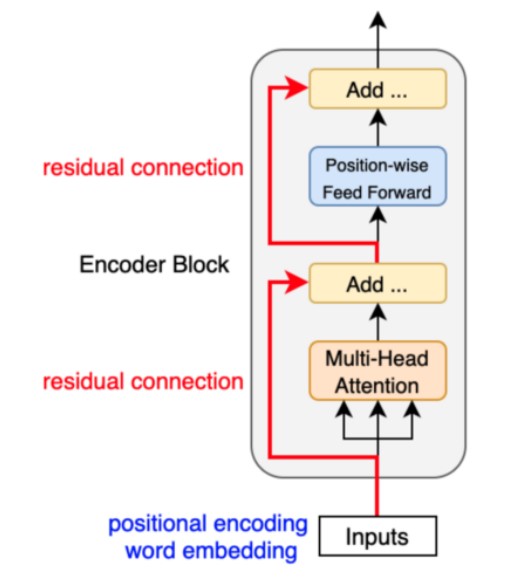 Add ...
residual connection
Position-wise
Feed Forward
Encoder Block
Add ...
Multi-Head
Attention
residual connection
positional encoding
word embedding
Inputs